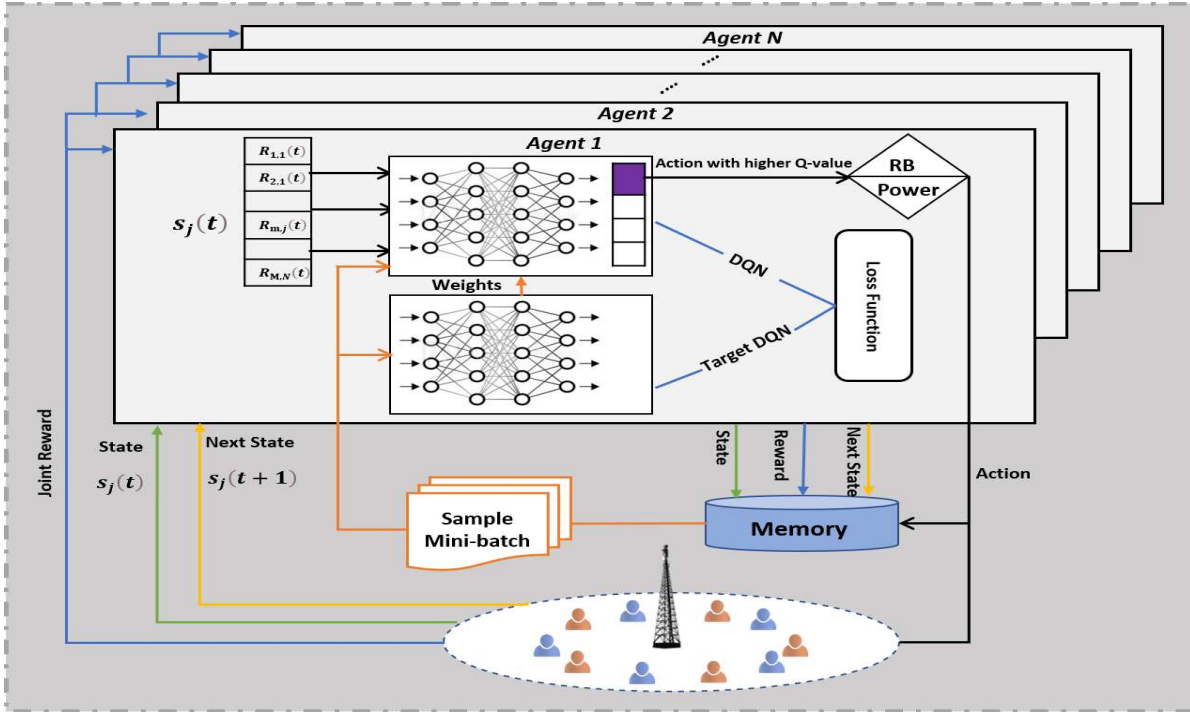 Agent N
....
....
Agent 2
Agent 1
R1,1(t)
R2,1(t)
Rm,j(t)
RM,N(t)
sj(t)
Action with higher Q-value
RB
Power
Weights
DQN
Target DQN
Loss Function
Joint Reward
State
sj(t)
Next State
sj(t + 1)
State
Reward
Next State
Action
Sample
Mini-batch
Memory